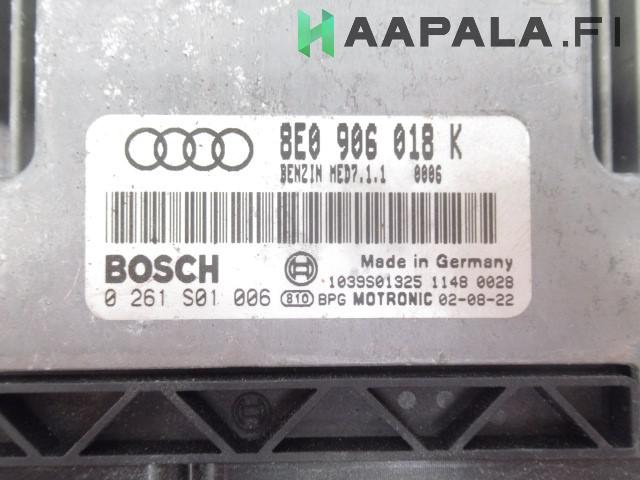 HAAPALA.FI
8E0 906 018 K
BENZIN MED7.1.1 0006
BOSCH
Made in Germany
1039S01325 1148 0028
0 261 S01 006 810 BPG MOTRONIC 02-08-22